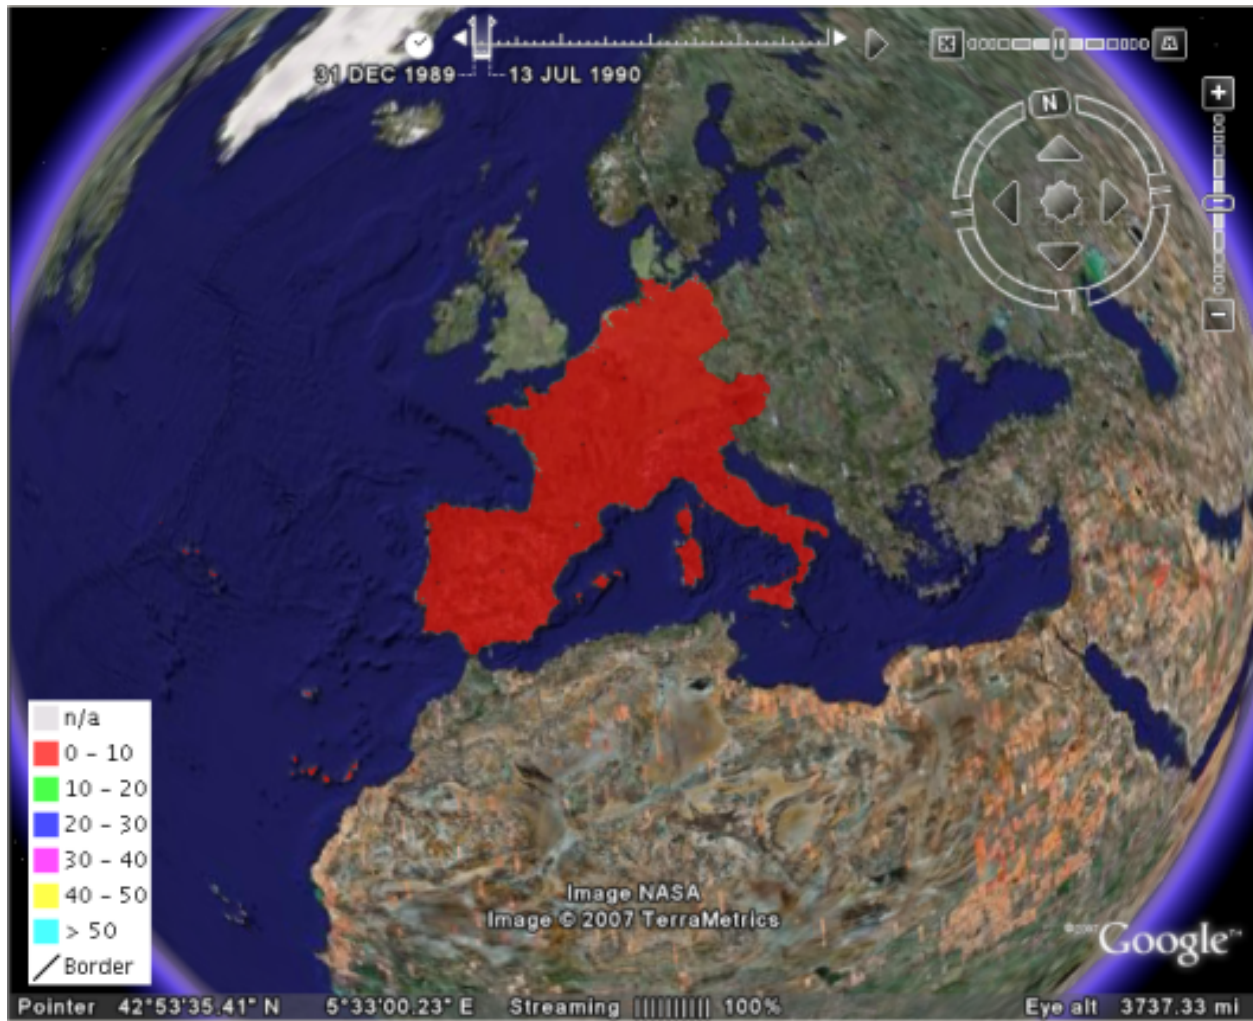 31 DEC 1989
13 JUL 1990
N
n/a
0 - 10
10 - 20
20 - 30
30 - 40
40 - 50
> 50
Border
Image NASA
Image © 2007 TerraMetrics
Google™
Pointer 42°53'35.41" N 5°33'00.23" E Streaming |||||||||| 100% Eye alt 3737.33 mi